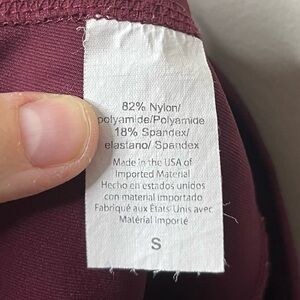 82% Nylon/
polyamide/Polyamide
18% Spandex/
elastano/ Spandex
Made in the USA of
Imported Material
Hecho en estados unidos
con material importado
Fabriqué aux États-Unis avec
Matérial Importé
S